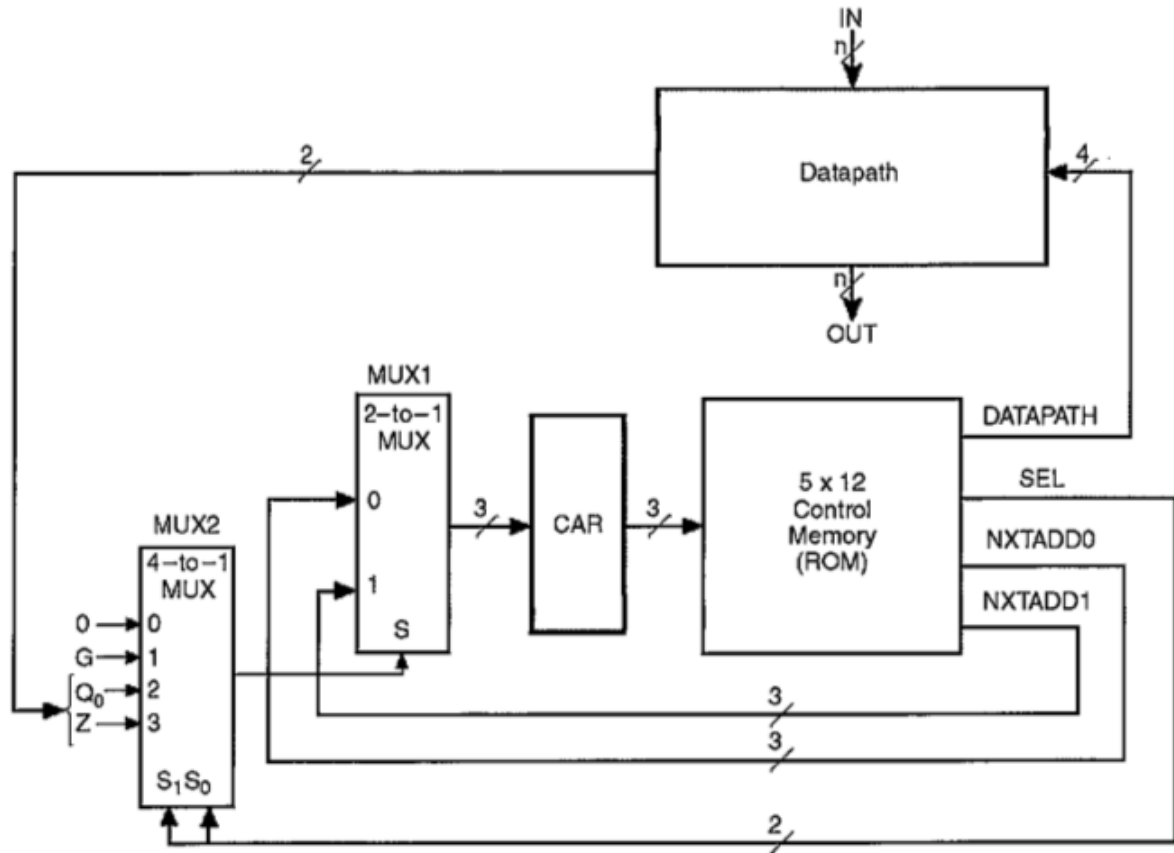 IN
n
2
4
Datapath
n
OUT
MUX1
2-to-1
MUX
0
1
S
3
CAR
3
5 x 12
Control
Memory
(ROM)
DATAPATH
SEL
NXTADD0
NXTADD1
MUX2
4-to-1
MUX
0 0
G 1
Q0 2
Z 3
S1S0
3
3
2